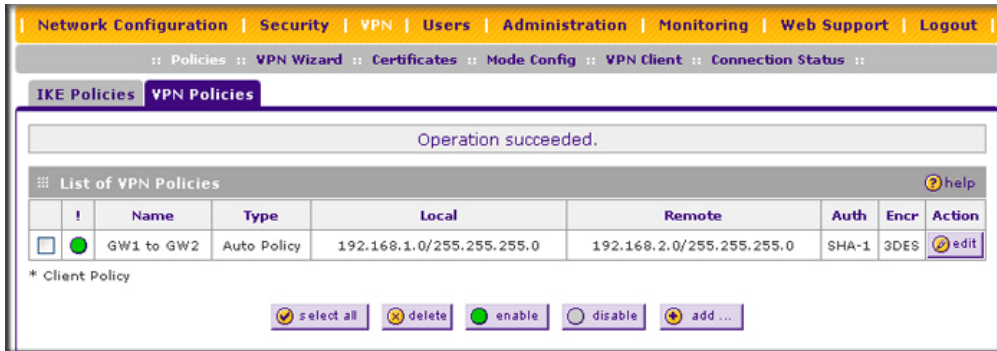 | Network Configuration | Security | VPN | Users | Administration | Monitoring | Web Support | Logout |
:: Policies :: VPN Wizard :: Certificates :: Mode Config :: VPN Client :: Connection Status ::
IKE Policies VPN Policies
Operation succeeded.
List of VPN Policies help
! Name Type Local Remote Auth Encr Action
GW1 to GW2 Auto Policy 192.168.1.0/255.255.255.0 192.168.2.0/255.255.255.0 SHA-1 3DES edit
* Client Policy
select all delete enable disable add ...